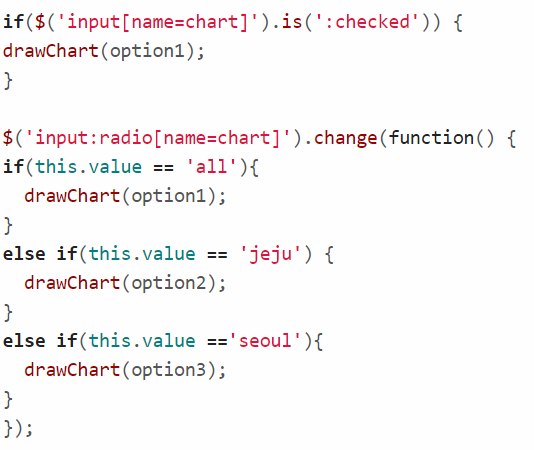 if($('input[name=chart]').is(':checked')) {
drawChart(option1);
}

$('input:radio[name=chart]').change(function() {
if(this.value == 'all'){
  drawChart(option1);
}
else if(this.value == 'jeju') {
  drawChart(option2);
}
else if(this.value =='seoul'){
  drawChart(option3);
}
});